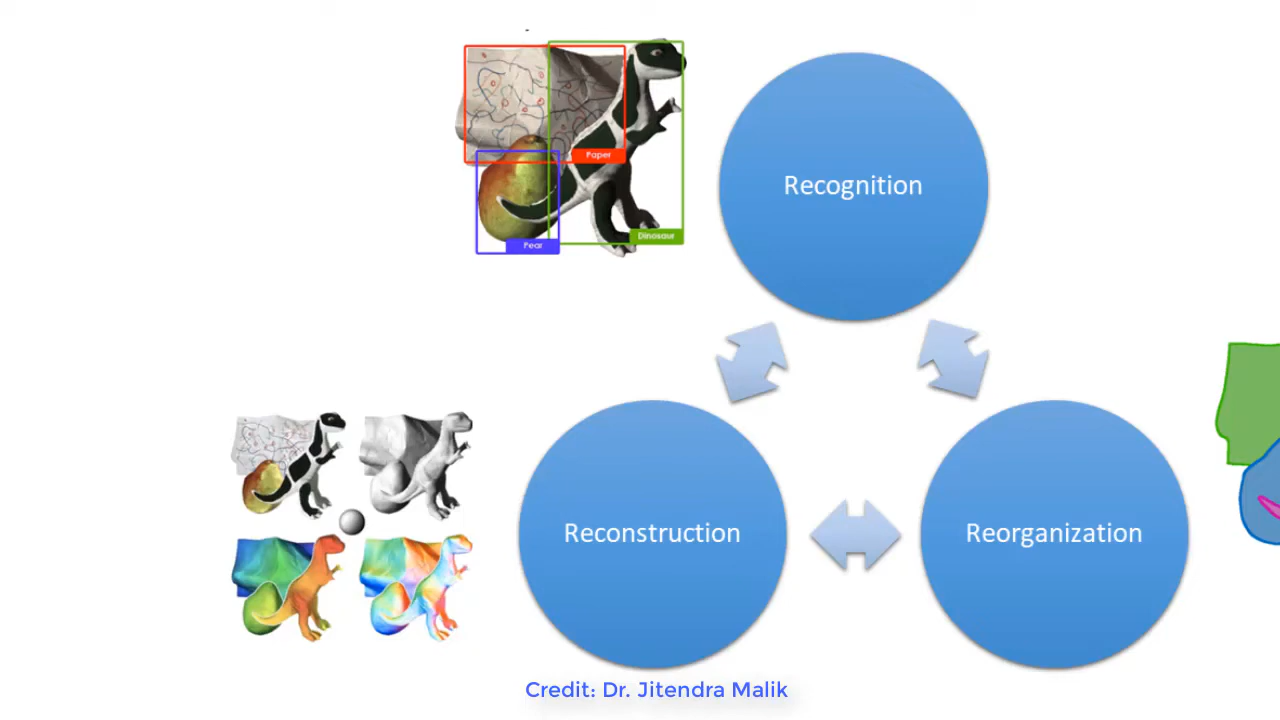 Paper
Dinosaur
Pear
Recognition
Reconstruction
Reorganization
Credit: Dr. Jitendra Malik